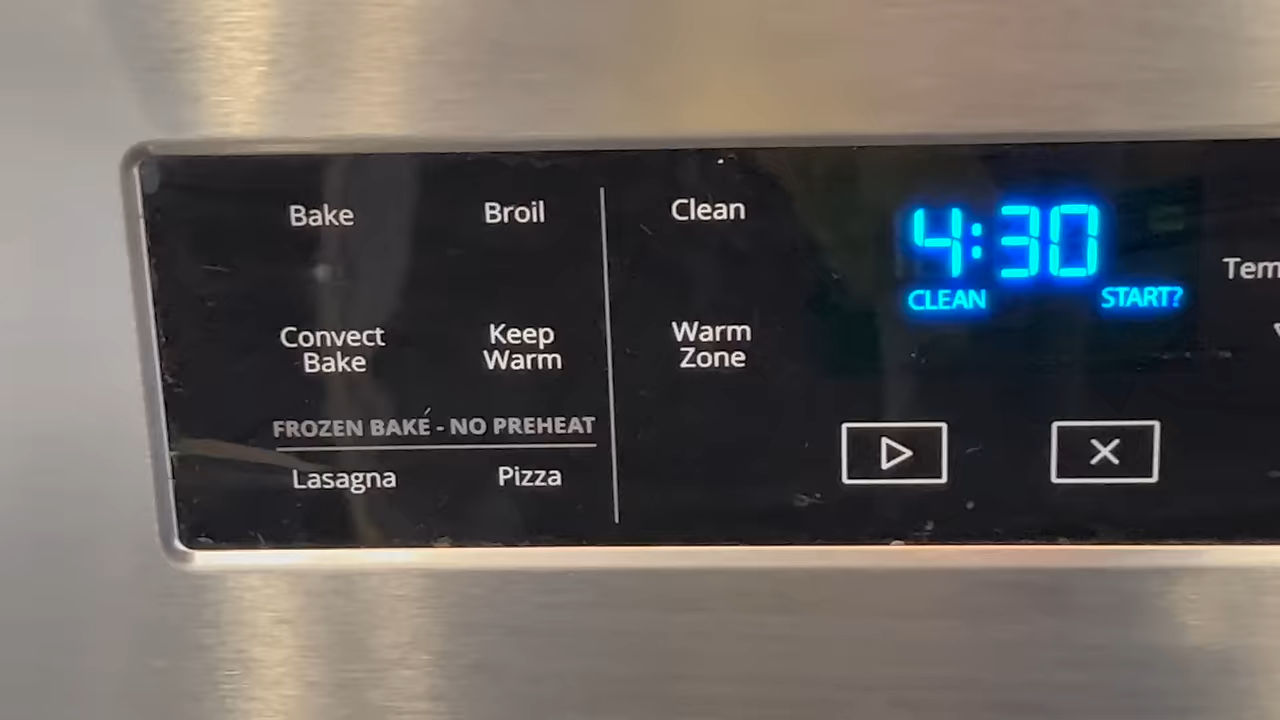 Bake Broil Clean
4:30
CLEAN START?
Convect
Bake
Keep
Warm
Warm
Zone
FROZEN BAKE - NO PREHEAT
Lasagna Pizza